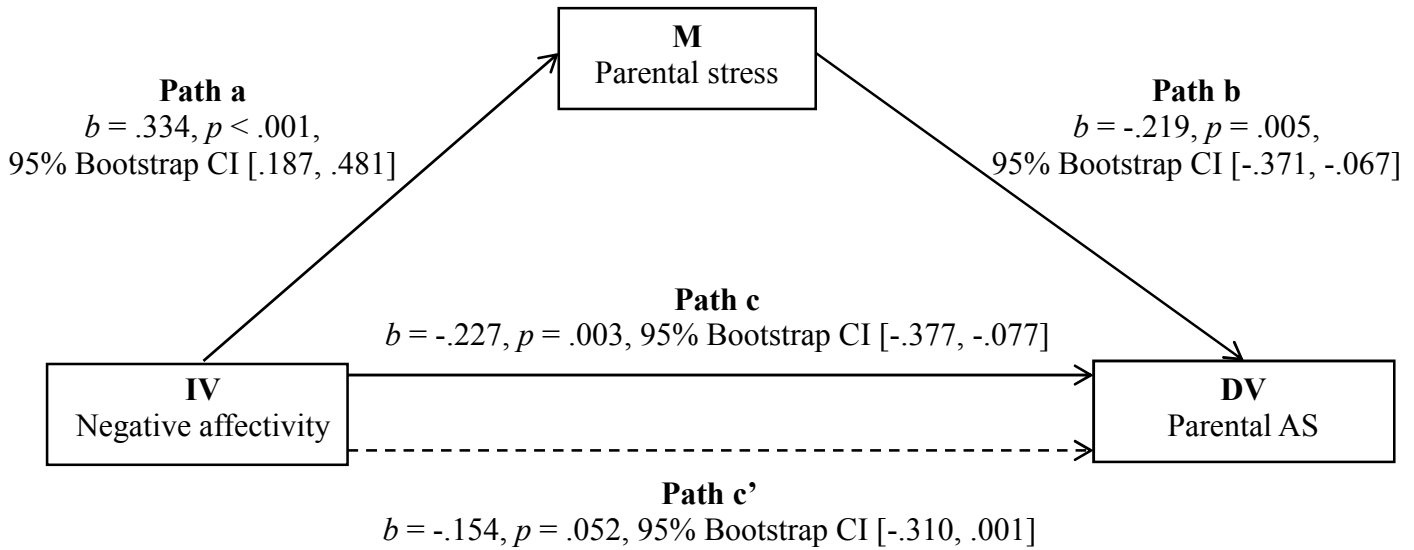 M
Parental stress
Path a
b = .334, p < .001,
95% Bootstrap CI [.187, .481]
Path b
b = -.219, p = .005,
95% Bootstrap CI [-.371, -.067]
Path c
b = -.227, p = .003, 95% Bootstrap CI [-.377, -.077]
IV
Negative affectivity
DV
Parental AS
Path c’
b = -.154, p = .052, 95% Bootstrap CI [-.310, .001]